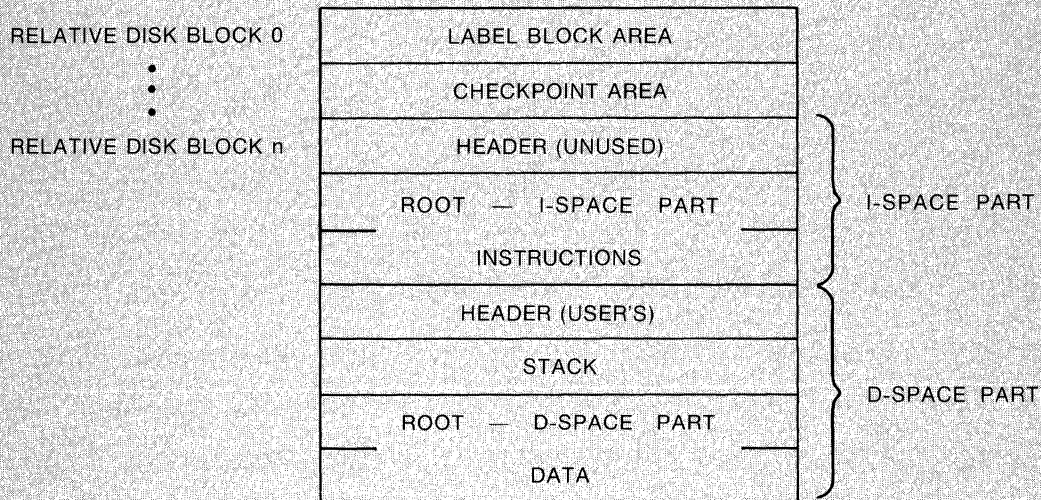 RELATIVE DISK BLOCK 0
LABEL BLOCK AREA
CHECKPOINT AREA
RELATIVE DISK BLOCK n
HEADER (UNUSED)
ROOT — I-SPACE PART
I-SPACE PART
INSTRUCTIONS
HEADER (USER'S)
STACK
D-SPACE PART
ROOT — D-SPACE PART
DATA